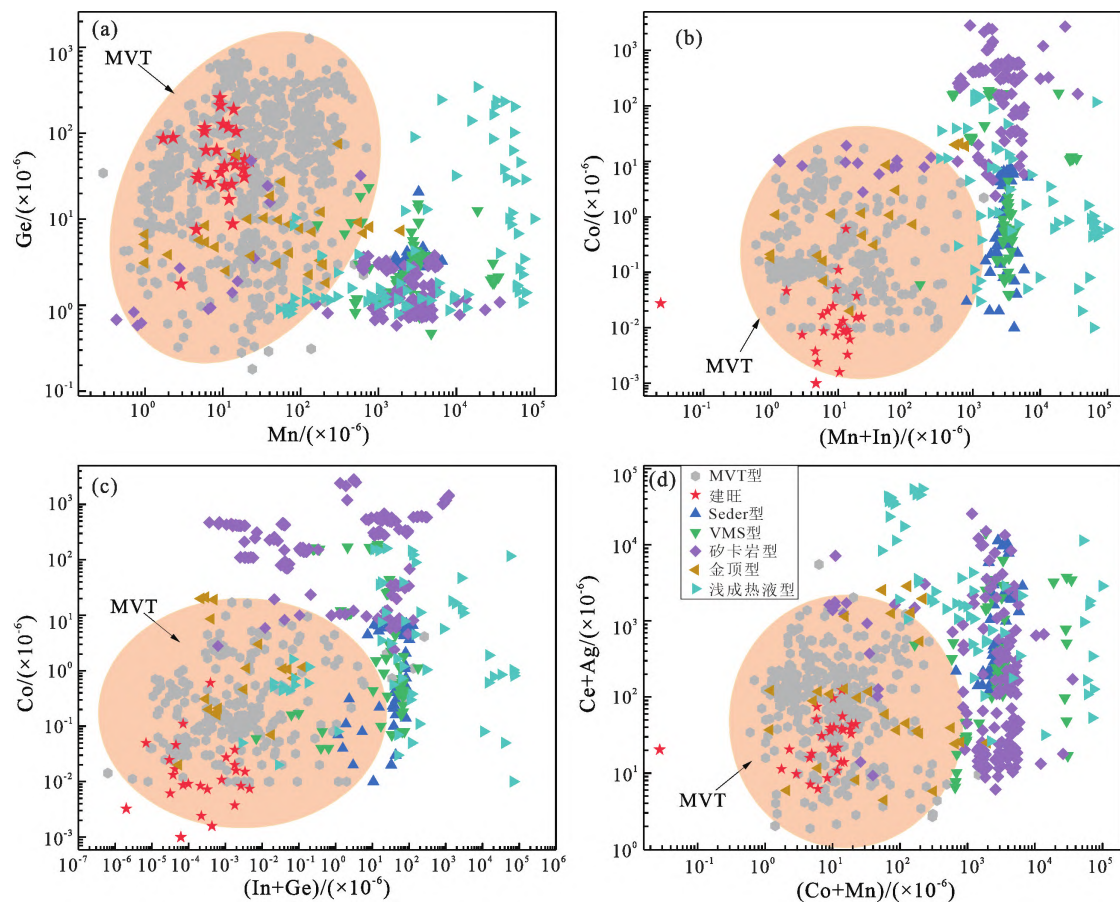 (a)
MVT
10³
10²
10¹
10⁰
10⁻¹
Ge/(×10⁻⁶)
10⁰
10¹
10²
10³
10⁴
10⁵
Mn/(×10⁻⁶)
(b)
10³
10²
10¹
10⁰
10⁻¹
10⁻²
10⁻³
Co/(×10⁻⁶)
MVT
10⁻¹
10⁰
10¹
10²
10³
10⁴
10⁵
(Mn+In)/(×10⁻⁶)
(c)
10³
10²
10¹
10⁰
10⁻¹
10⁻²
10⁻³
Co/(×10⁻⁶)
MVT
10⁻⁷
10⁻⁶
10⁻⁵
10⁻⁴
10⁻³
10⁻²
10⁻¹
10⁰
10¹
10²
10³
10⁴
10⁵
10⁶
(In+Ge)/(×10⁻⁶)
(d)
MVT型
建旺
Seder型
VMS型
矽卡岩型
金顶型
浅成热液型
10⁵
10⁴
10³
10²
10¹
10⁰
Ce+Ag/(×10⁻⁶)
MVT
10⁻¹
10⁰
10¹
10²
10³
10⁴
10⁵
(Co+Mn)/(×10⁻⁶)